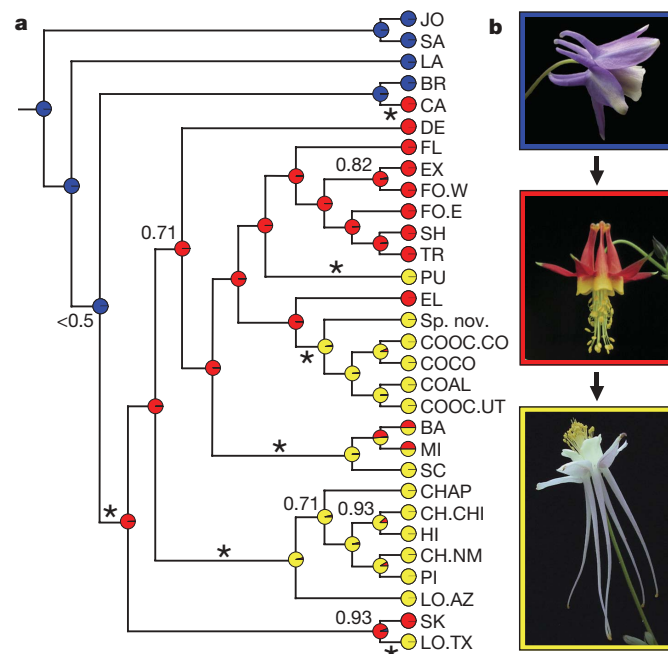 a
b
JO
SA
LA
BR
CA
*
DE
FL
0.82
EX
FO.W
FO.E
0.71
SH
TR
*
PU
EL
<0.5
Sp. nov.
*
COOC.CO
COCO
COAL
COOC.UT
BA
*
MI
SC
CHAP
0.71
0.93
CH.CHI
*
HI
*
CH.NM
PI
LO.AZ
0.93
SK
LO.TX
*